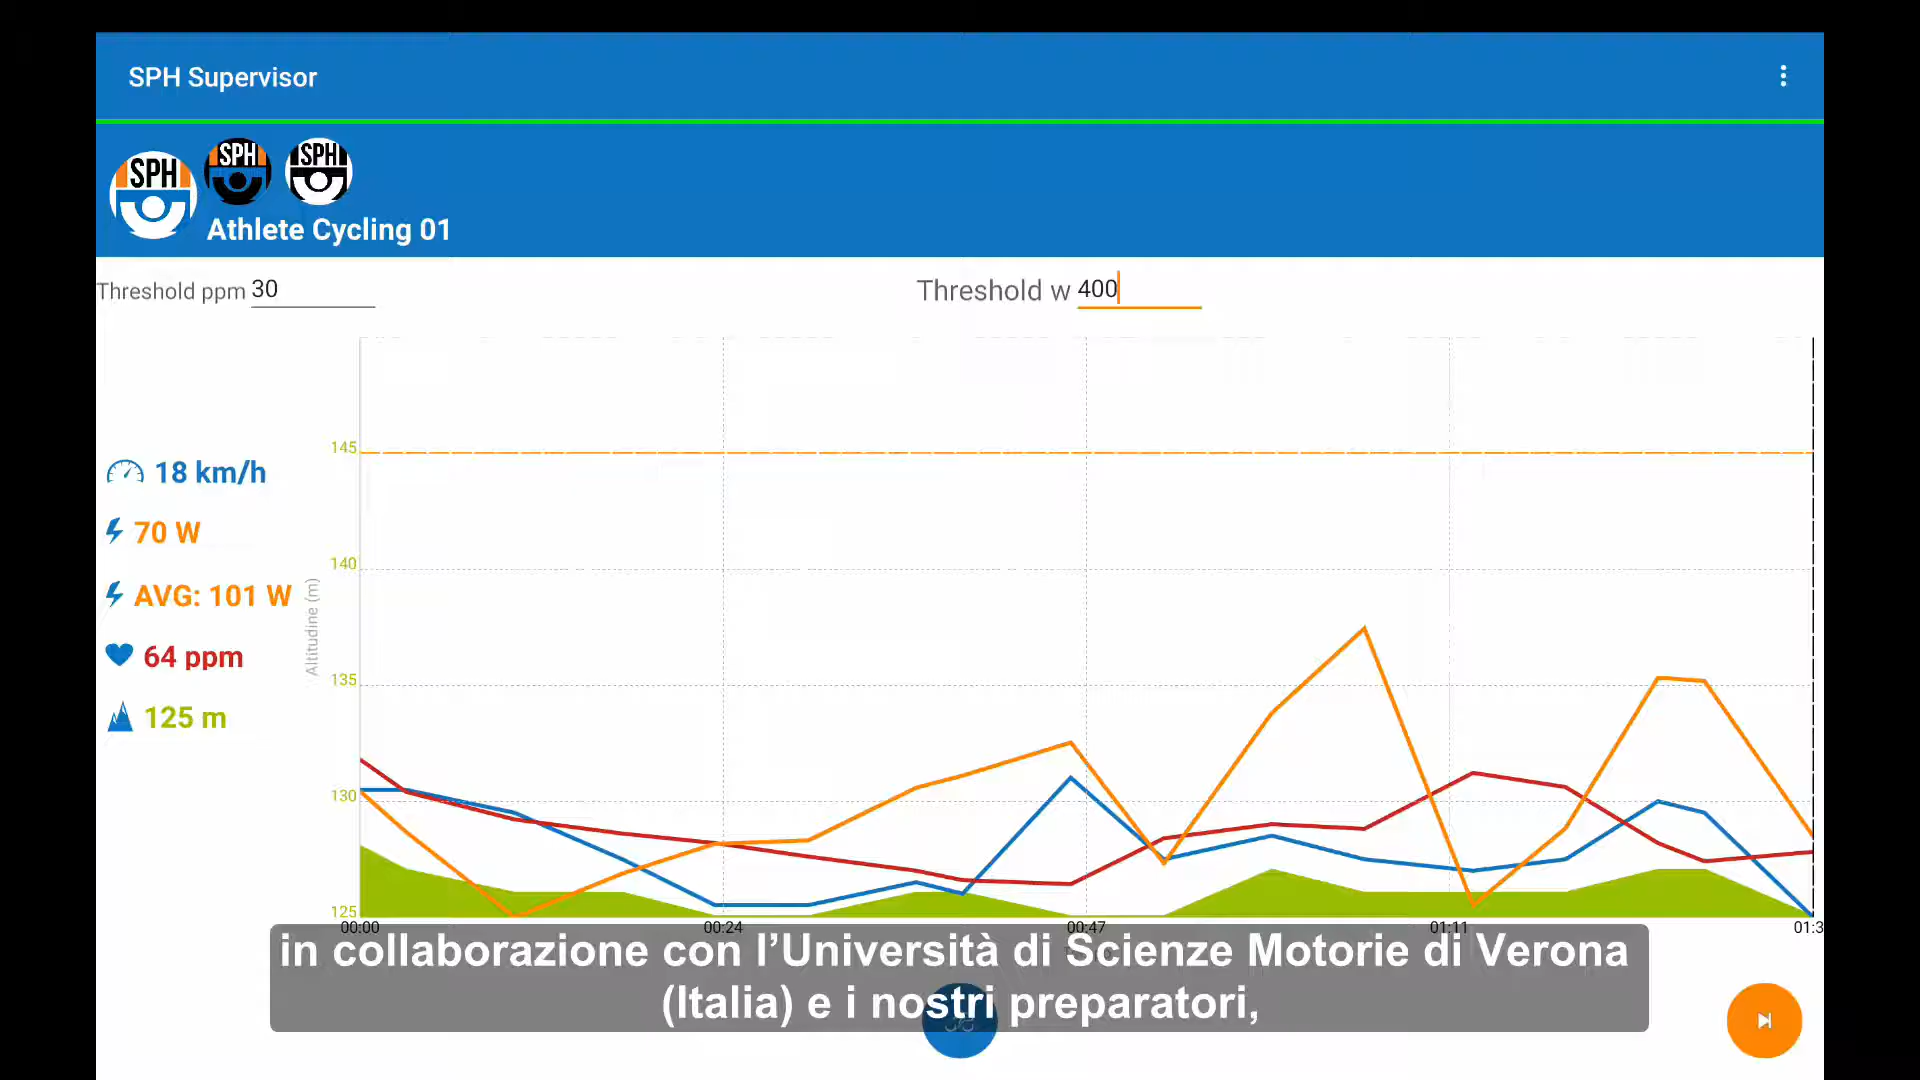 SPH Supervisor
SPH
SPH
SPH
Athlete Cycling 01
Threshold ppm 30
Threshold w 400
145
18 km/h
70 W
140
AVG: 101 W
Altitudine (m)
64 ppm
135
125 m
130
125
00:00
00:24
00:47
01:11
01:3
in collaborazione con l’Università di Scienze Motorie di Verona
(Italia) e i nostri preparatori,